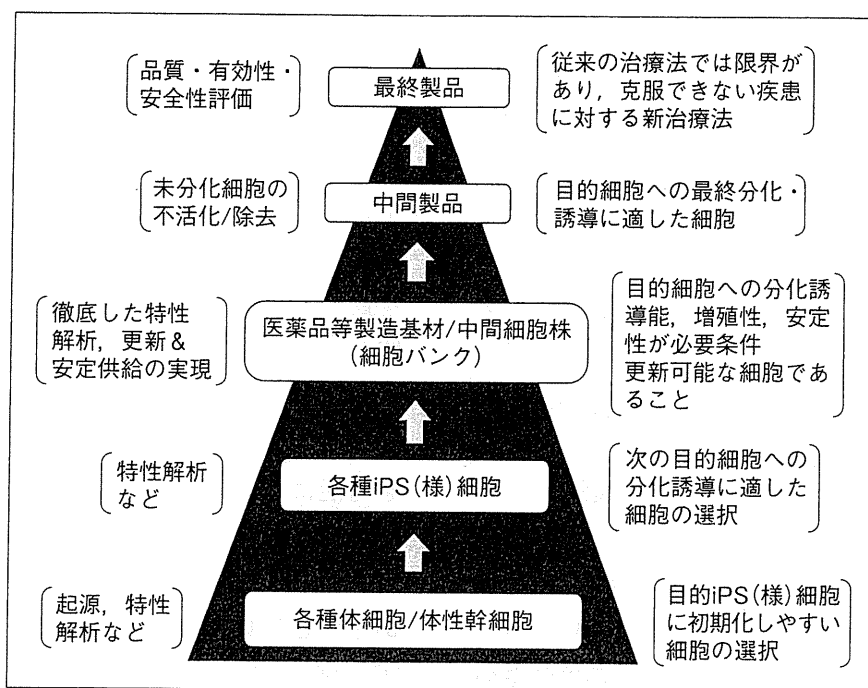 品質・有効性・
安全性評価
最終製品
従来の治療法では限界が
あり，克服できない疾患
に対する新治療法
未分化細胞の
不活化/除去
中間製品
目的細胞への最終分化・
誘導に適した細胞
徹底した特性
解析，更新＆
安定供給の実現
医薬品等製造基材/中間細胞株
(細胞バンク)
目的細胞への分化誘
導能，増殖性，安定
性が必要条件
更新可能な細胞であ
ること
特性解析
など
各種iPS(様)細胞
次の目的細胞への
分化誘導に適した
細胞の選択
起源，特性
解析など
各種体細胞/体性幹細胞
目的iPS(様)細胞
に初期化しやすい
細胞の選択